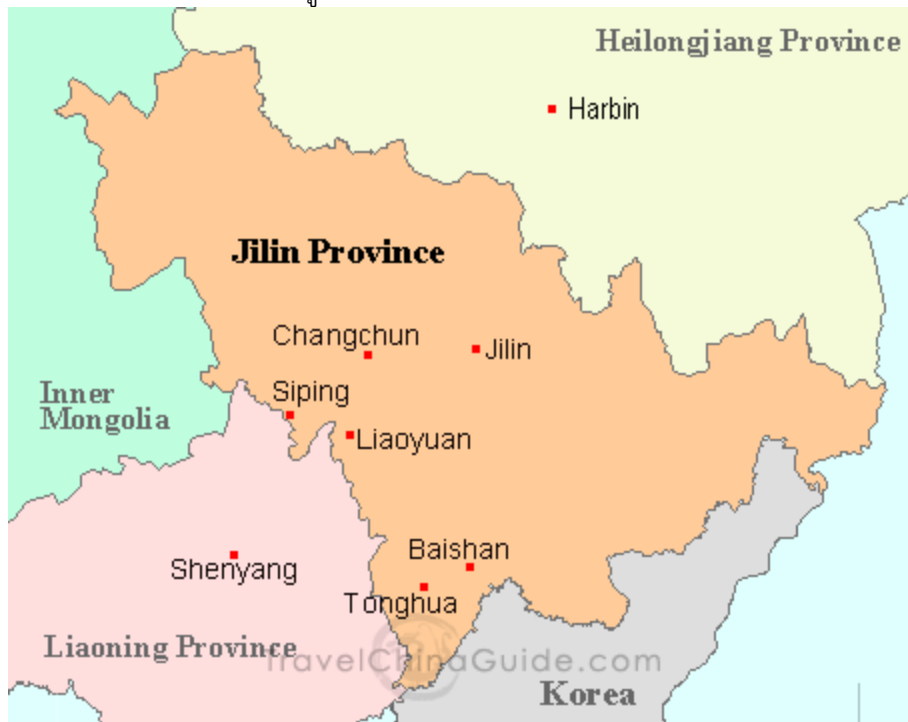 Heilongjiang Province
Harbin
Jilin Province
Changchun
Jilin
Inner
Mongolia
Siping
Liaoyuan
Baishan
Shenyang
Tonghua
Liaoning Province
TravelChinaGuide.com
Korea